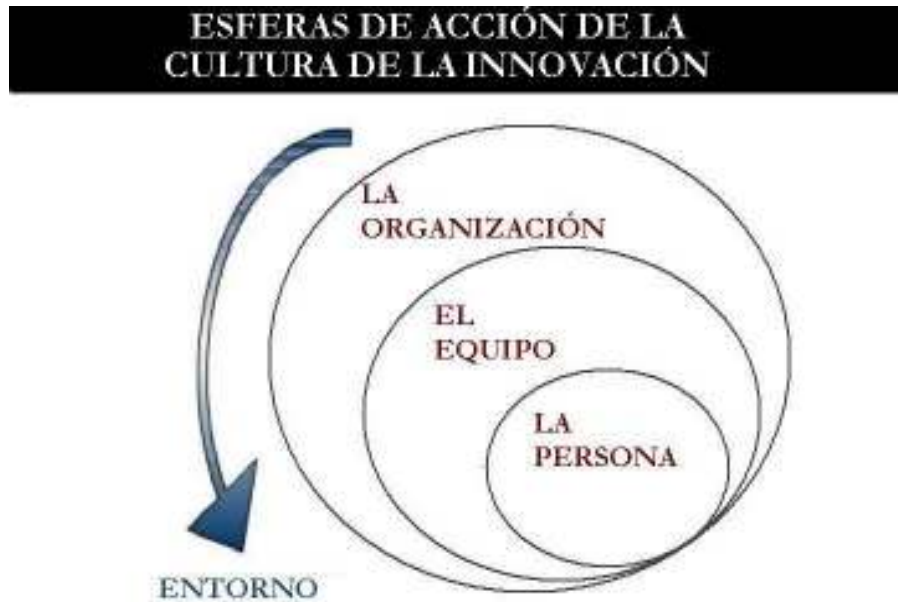 ESFERAS DE ACCIÓN DE LA
CULTURA DE LA INNOVACIÓN
LA
ORGANIZACIÓN
EL
EQUIPO
LA
PERSONA
ENTORNO